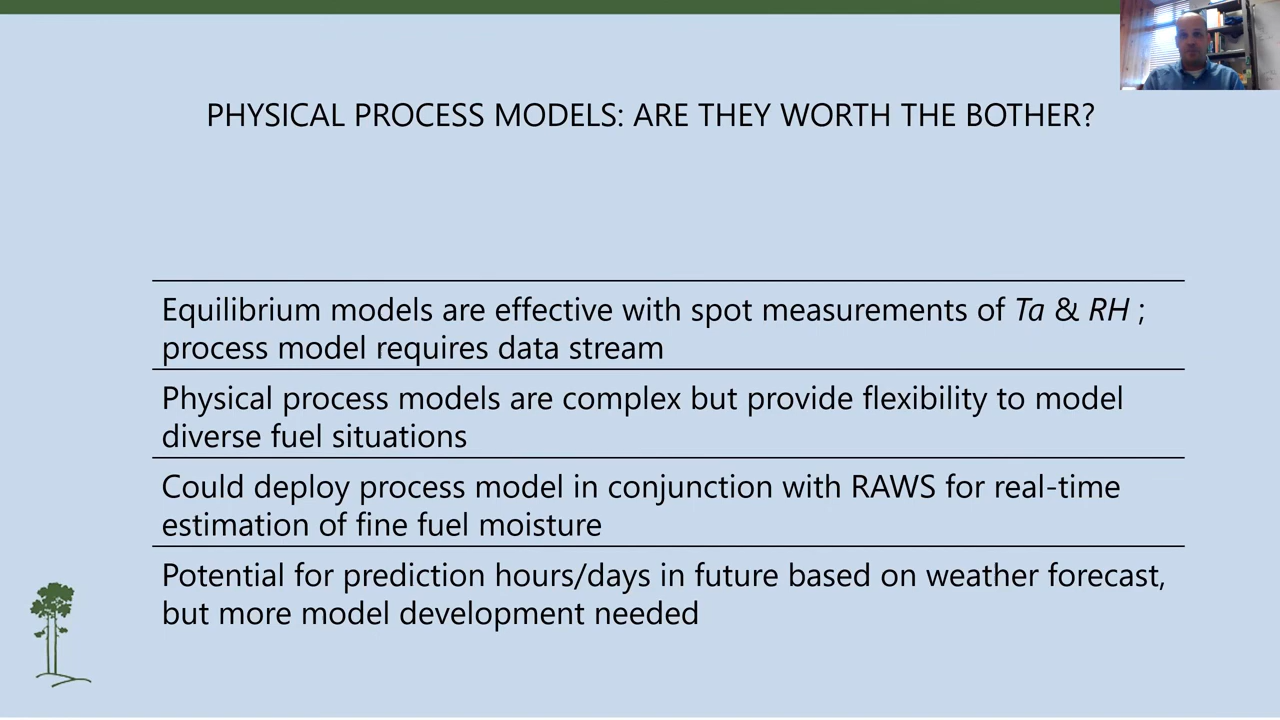 PHYSICAL PROCESS MODELS: ARE THEY WORTH THE BOTHER?
Equilibrium models are effective with spot measurements of Ta & RH ;
process model requires data stream
Physical process models are complex but provide flexibility to model
diverse fuel situations
Could deploy process model in conjunction with RAWS for real-time
estimation of fine fuel moisture
Potential for prediction hours/days in future based on weather forecast,
but more model development needed